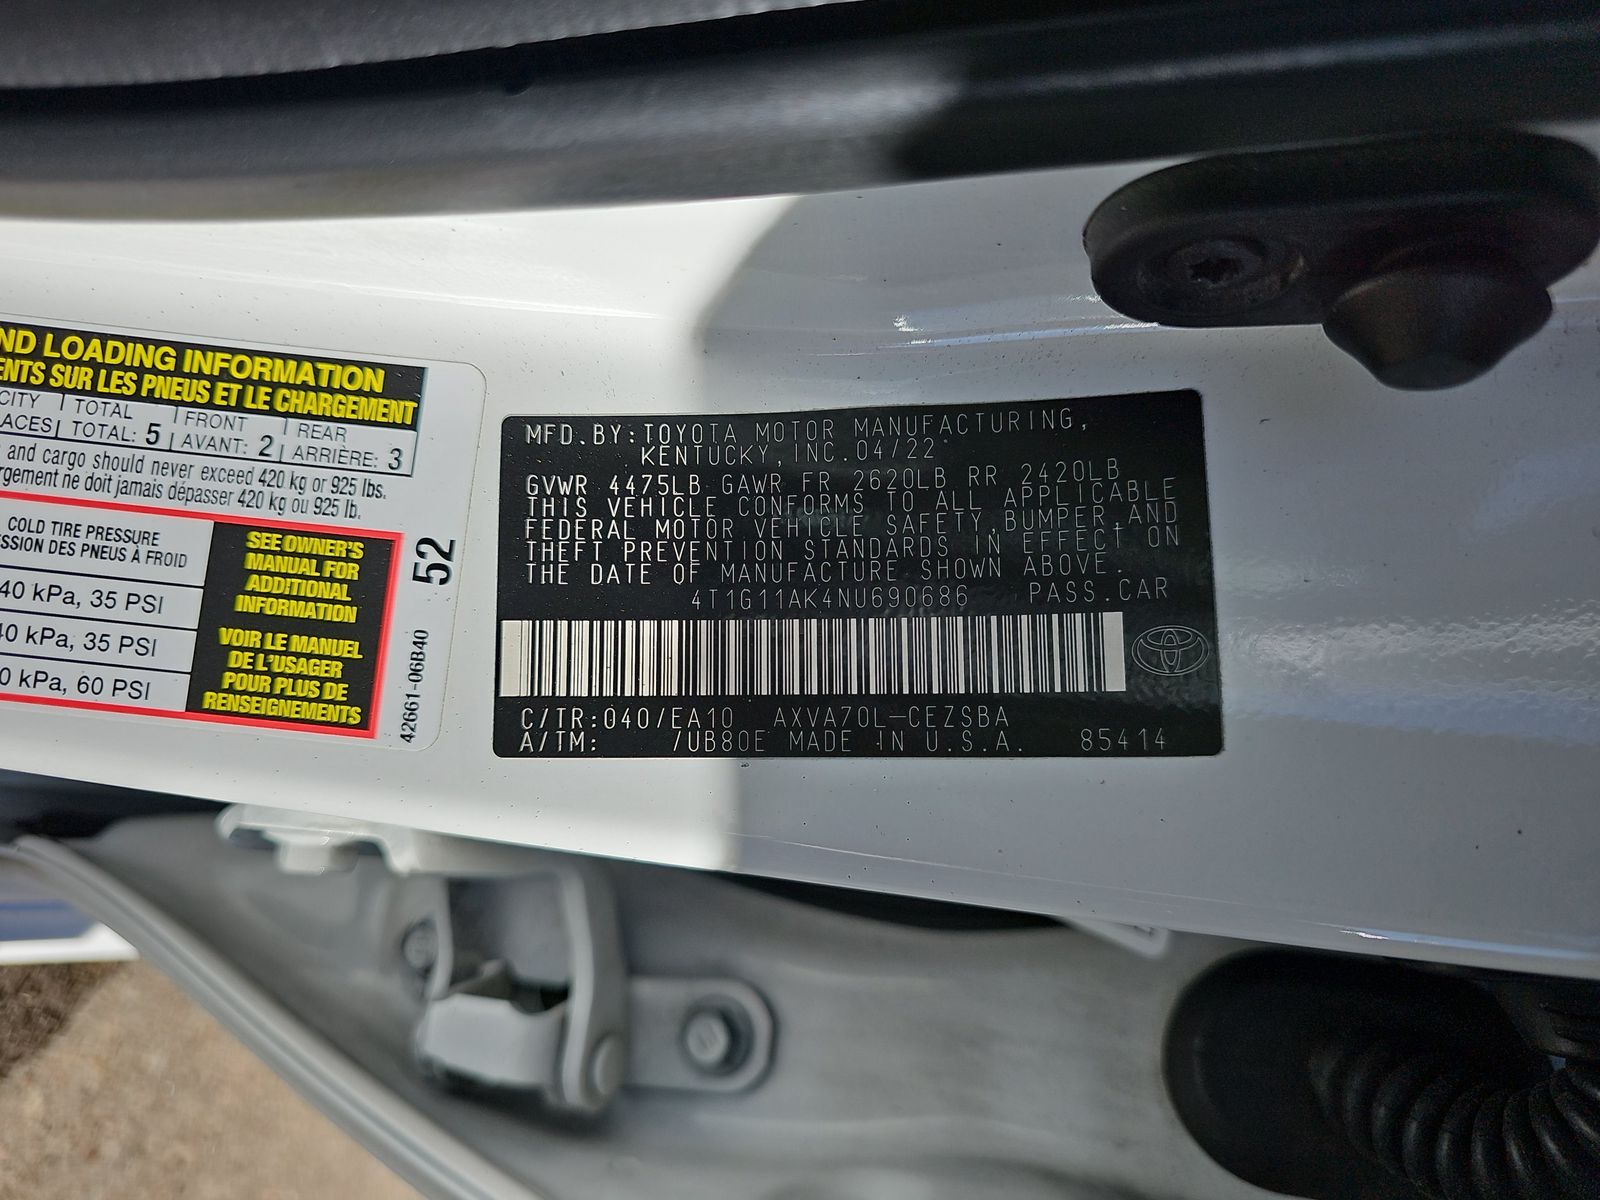 ND LOADING INFORMATION
ENTS SUR LES PNEUS ET LE CHARGEMENT
CITY TOTAL FRONT REAR
ACES TOTAL: 5 AVANT: 2 ARRIÈRE: 3
and cargo should never exceed 420 kg or 925 lbs.
rgement ne doit jamais dépasser 420 kg ou 925 lb.
COLD TIRE PRESSURE
SSION DES PNEUS À FROID
40 kPa, 35 PSI
40 kPa, 35 PSI
0 kPa, 60 PSI
SEE OWNER'S
MANUAL FOR
ADDITIONAL
INFORMATION
VOIR LE MANUEL
DE L'USAGER
POUR PLUS DE
RENSEIGNEMENTS
52
42661-06B40
MFD.BY:TOYOTA MOTOR MANUFACTURING,
KENTUCKY,INC.04/22
GVWR 4475LB GAWR FR 2620LB RR 2420LB
THIS VEHICLE CONFORMS TO ALL APPLICABLE
FEDERAL MOTOR VEHICLE SAFETY,BUMPER,AND
THEFT PREVENTION STANDARDS IN EFFECT ON
THE DATE OF MANUFACTURE SHOWN ABOVE.
4T1G11AK4NU690686 PASS.CAR
C/TR:040/EA10 AXVA70L-CEZSBA
A/TM: /UB80E MADE IN U.S.A. 85414